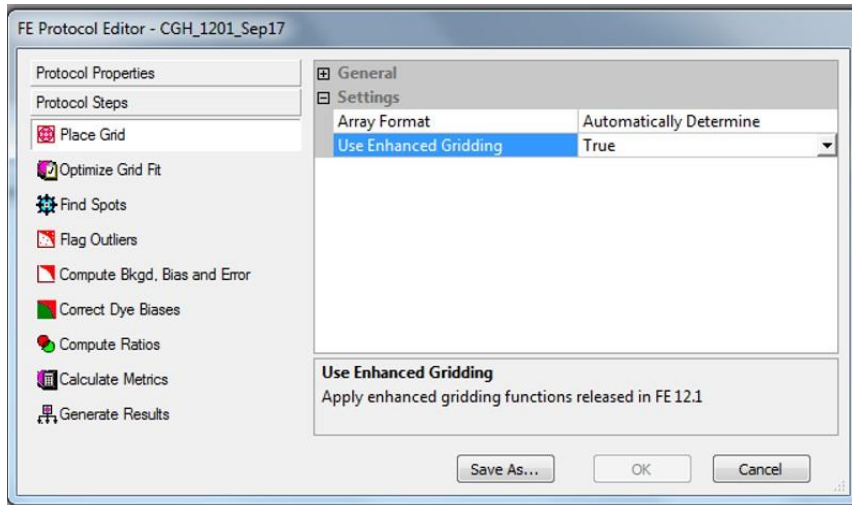 FE Protocol Editor - CGH_1201_Sep17
Protocol Properties
Protocol Steps
Place Grid
Optimize Grid Fit
Find Spots
Flag Outliers
Compute Bkgd, Bias and Error
Correct Dye Biases
Compute Ratios
Calculate Metrics
Generate Results
General
Settings
Array Format Automatically Determine
Use Enhanced Gridding True
Use Enhanced Gridding
Apply enhanced gridding functions released in FE 12.1
Save As... OK Cancel